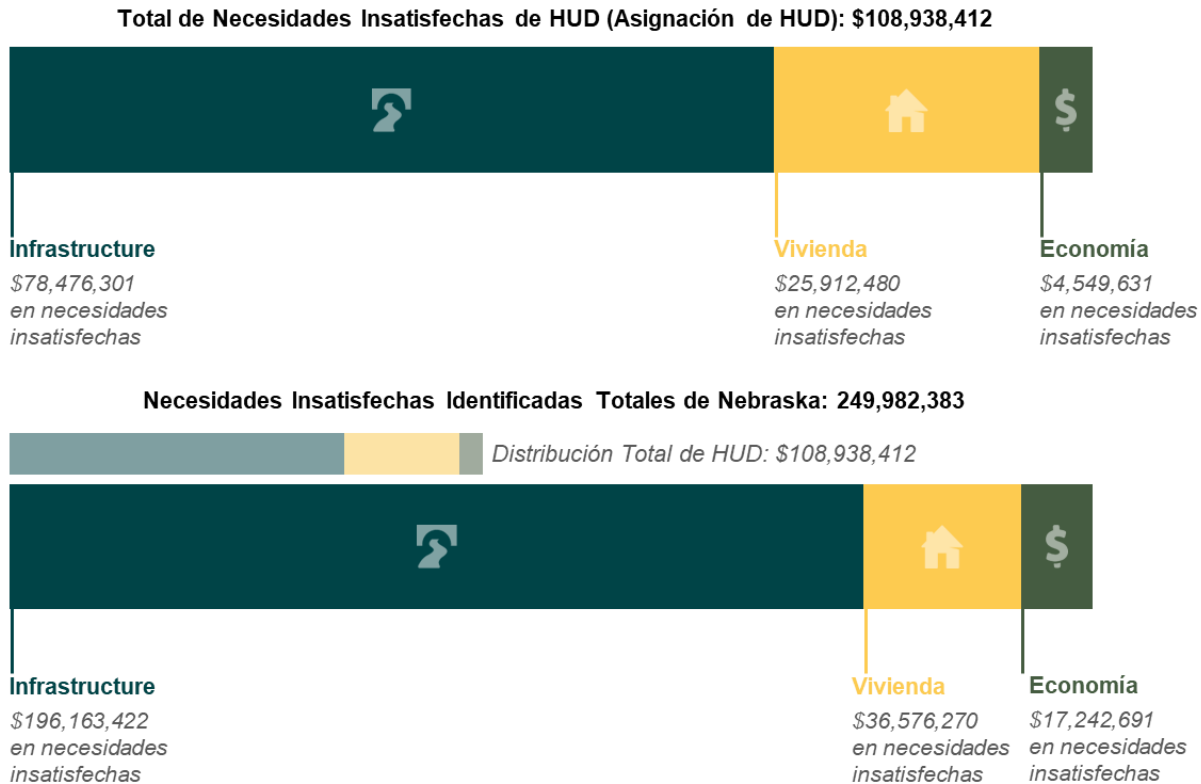 Total de Necesidades Insatisfechas de HUD (Asignación de HUD): $108,938,412
Infrastructure
$78,476,301
en necesidades
insatisfechas
Vivienda
$25,912,480
en necesidades
insatisfechas
Economía
$4,549,631
en necesidades
insatisfechas
Necesidades Insatisfechas Identificadas Totales de Nebraska: 249,982,383
Distribución Total de HUD: $108,938,412
Infrastructure
$196,163,422
en necesidades
insatisfechas
Vivienda
$36,576,270
en necesidades
insatisfechas
Economía
$17,242,691
en necesidades
insatisfechas